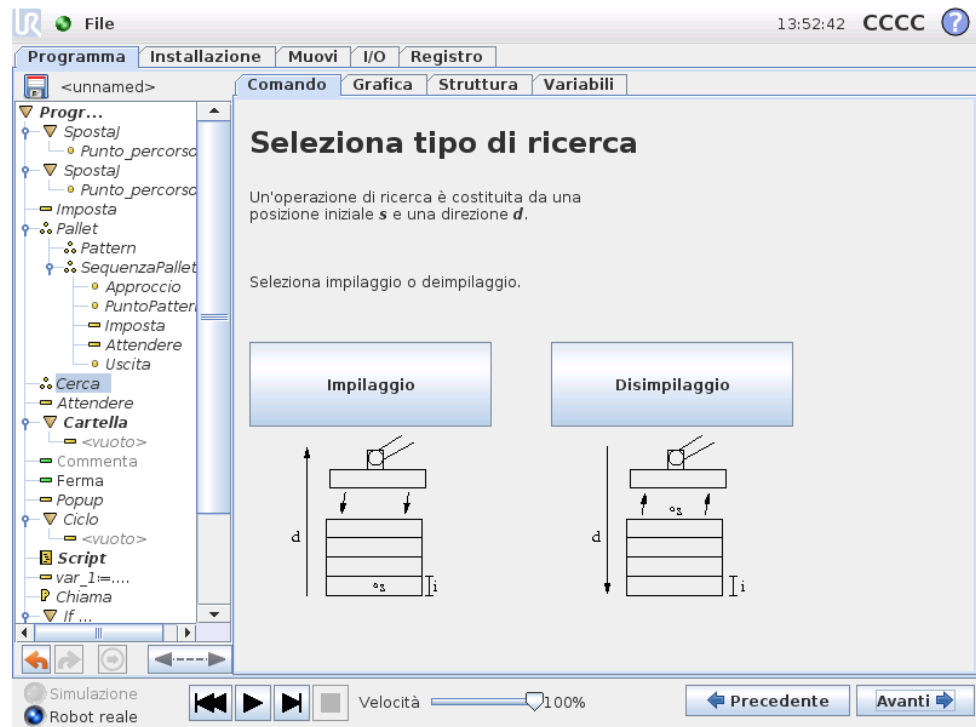 UR File 13:52:42 CCCC ?
Programma Installazione Muovi I/O Registro
<unnamed>
Comando Grafica Struttura Variabili
Progr...
SpostaJ
Punto_percorso
SpostaJ
Punto_percorso
Imposta
Pallet
Pattern
SequenzaPallet
Approccio
PuntoPattern
Imposta
Attendere
Uscita
Cerca
Attendere
Cartella
<vuoto>
Commenta
Ferma
Popup
Ciclo
<vuoto>
Script
var_1:=....
Chiama
If ...
Seleziona tipo di ricerca
Un'operazione di ricerca è costituita da una
posizione iniziale s e una direzione d.
Seleziona impilaggio o deimpilaggio.
Impilaggio Disimpilaggio
d s i
d s i
Simulazione
Robot reale
Velocità 100%
Precedente Avanti